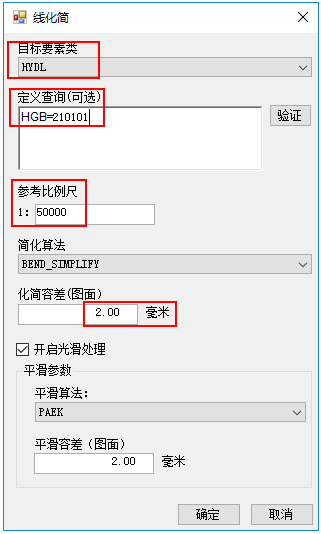 线化简
目标要素类
HYDL
定义查询(可选)
HGB=210101
验证
参考比例尺
1: 50000
简化算法
BEND_SIMPLIFY
化简容差(图面)
2.00 毫米
开启光滑处理
平滑参数
平滑算法:
PAEK
平滑容差（图面）
2.00 毫米
确定 取消